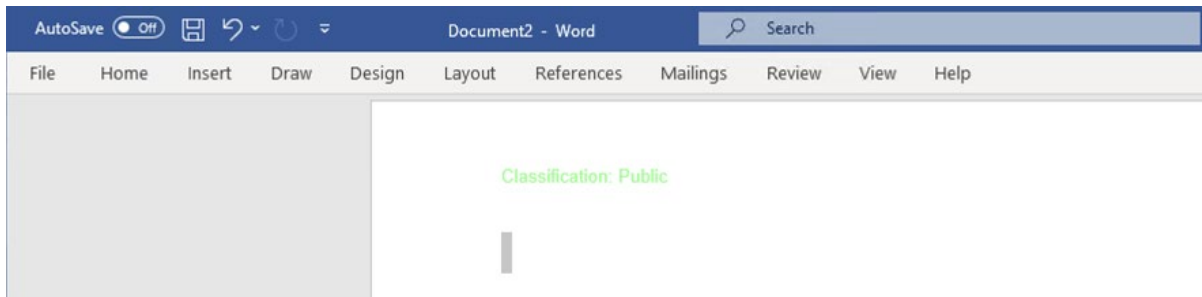 AutoSave Off Document2 - Word Search
File Home Insert Draw Design Layout References Mailings Review View Help
Classification: Public